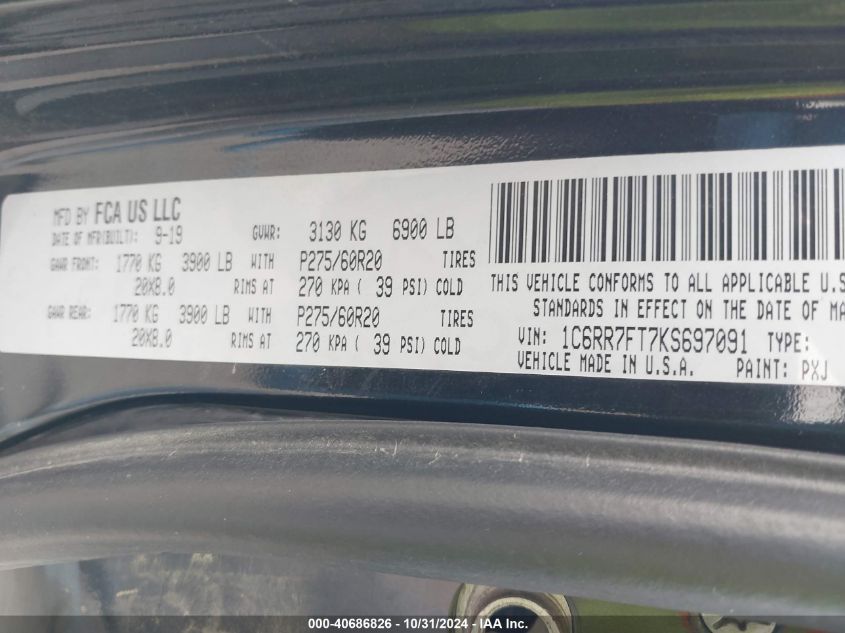 MFD BY FCA US LLC
DATE OF MFR(BUILT): 9-19 GVWR: 3130 KG 6900 LB
GAWR FRONT: 1770 KG 3900 LB WITH P275/60R20 TIRES
20X8.0 RIMS AT 270 KPA ( 39 PSI) COLD
GAWR REAR: 1770 KG 3900 LB WITH P275/60R20 TIRES
20X8.0 RIMS AT 270 KPA ( 39 PSI) COLD
THIS VEHICLE CONFORMS TO ALL APPLICABLE U.S
STANDARDS IN EFFECT ON THE DATE OF MA
VIN: 1C6RR7FT7KS697091 TYPE:
VEHICLE MADE IN U.S.A. PAINT: PXJ
000-40686826 - 10/31/2024 - IAA Inc.